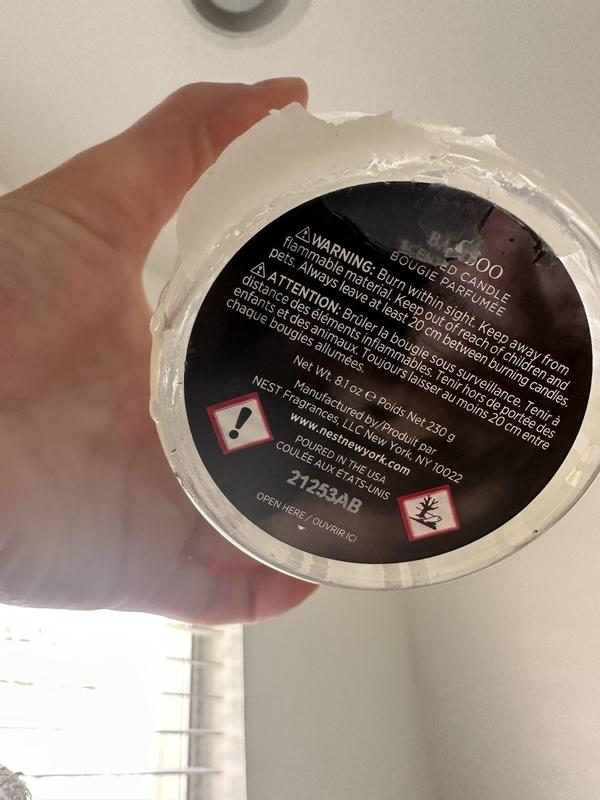 BOUGIE PARFUMÉE
CANDLE
⚠WARNING: Burn within sight. Keep away from
flammable material. Keep out of reach of children and
pets. Always leave at least 20 cm between burning candles.
⚠ATTENTION: Brûler la bougie sous surveillance. Tenir à
distance des éléments inflammables. Tenir hors de portée des
enfants et des animaux. Toujours laisser au moins 20 cm entre
chaque bougies allumées.
Net Wt. 8.1 oz ℮ Poids Net 230 g
Manufactured by/Produit par
NEST Fragrances, LLC New York, NY 10022
www.nestnewyork.com
POURED IN THE USA
COULÉE AUX ÉTATS-UNIS
21253AB
OPEN HERE / OUVRIR ICI